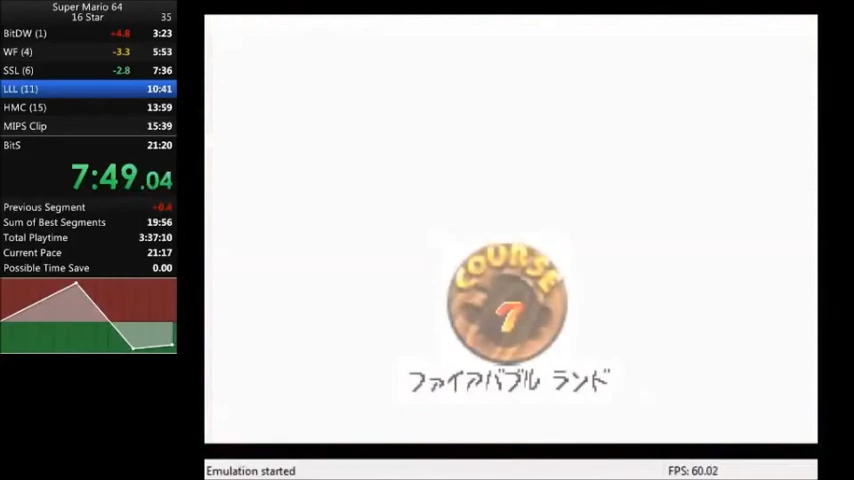 Super Mario 64
16 Star 35
BitDW (1) +4.8 3:23
WF (4) -3.3 5:53
SSL (6) -2.8 7:36
LLL (11) 10:41
HMC (15) 13:59
MIPS Clip 15:39
BitS 21:20
7:49.04
Previous Segment +0.4
Sum of Best Segments 19:56
Total Playtime 3:37:10
Current Pace 21:17
Possible Time Save 0.00
COURSE
7
ファイアバブル ランド
Emulation started FPS: 60.02